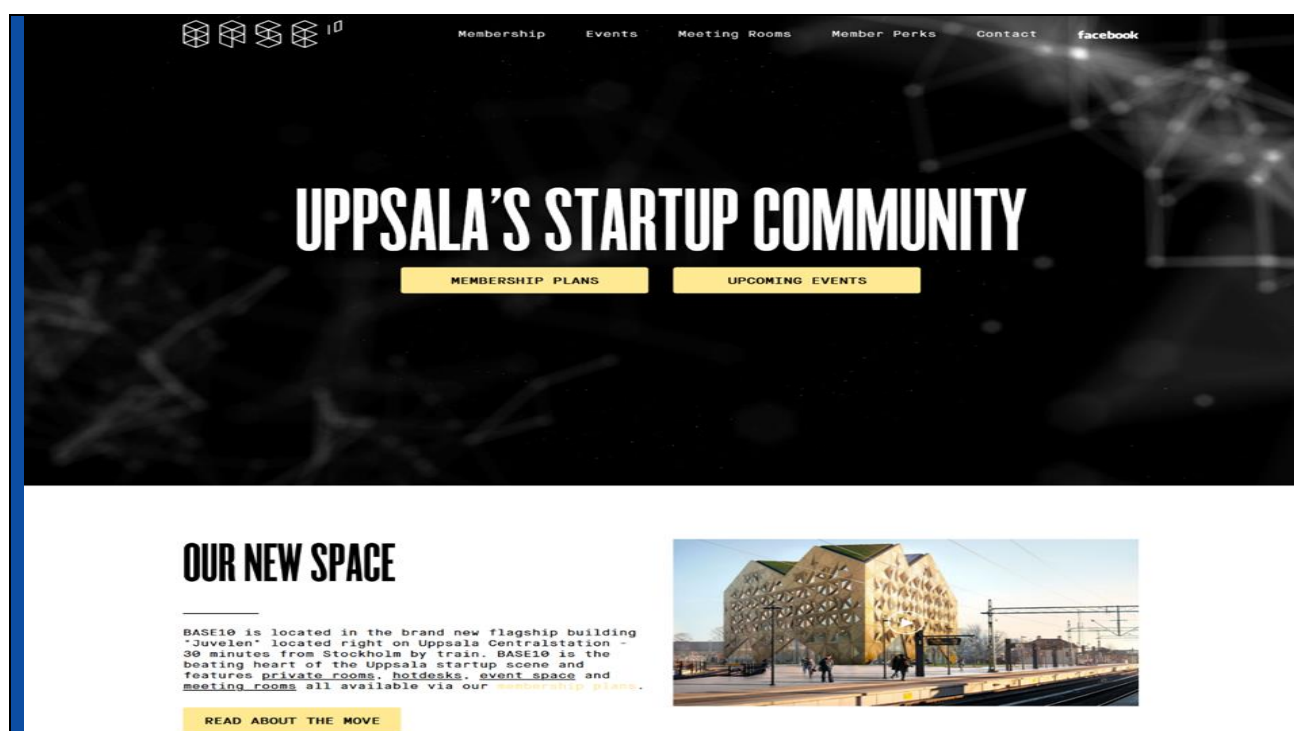 BASE10
Membership Events Meeting Rooms Member Perks Contact facebook
UPPSALA'S STARTUP COMMUNITY
MEMBERSHIP PLANS UPCOMING EVENTS
OUR NEW SPACE
BASE10 is located in the brand new flagship building
"Juvelen" located right on Uppsala Centralstation -
30 minutes from Stockholm by train. BASE10 is the
beating heart of the Uppsala startup scene and
features private rooms, hotdesks, event space and
meeting rooms all available via our membership plans.
READ ABOUT THE MOVE